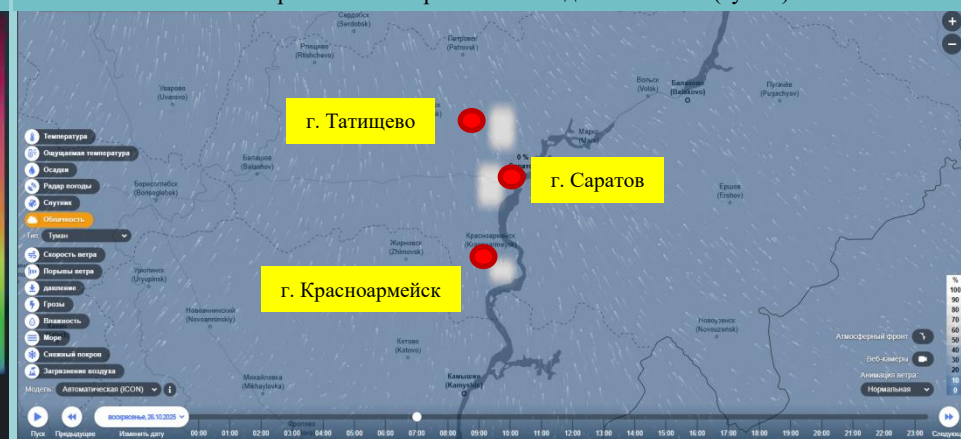 Сердобск
(Serdobsk)
Петровск
(Petrovsk)
Ртищево
(Rtishchevo)
Уварово
(Uvarovo)
Вольск
(Volsk)
Балаково
(Balakovo)
Пугачёв
(Pugachyov)
г. Татищево
Маркс
(Marx)
Температура
Ощущаемая температура
Осадки
Радар погоды
Спутник
Облачность
Тип:
Туман
Балашов
(Balashov)
Борисоглебск
(Borisoglebsk)
0 %
г. Саратов
Ершов
(Ershov)
Скорость ветра
Порывы ветра
давление
Грозы
Влажность
Море
Снежный покров
Загрязнение воздуха
Жирновск
(Zhirnovsk)
Красноармейск
(Krasnoarmeysk)
Урюпинск
(Uryupinsk)
г. Красноармейск
Новоаннинский
(Novoanninskiy)
Новоузенск
(Novouzensk)
Котово
(Kotovo)
Михайловка
(Mikhaylovka)
Камышин
(Kamyshin)
%
100
90
80
70
60
50
40
30
20
10
0
Атмосферный фронт
Веб-камеры
Анимация ветра:
Нормальная
Модель:
Автоматическая (ICON)
воскресенье, 26.10.2025
Фролово
00:00 01:00 02:00 03:00 04:00 05:00 06:00 07:00 08:00 09:00 10:00 11:00 12:00 13:00 14:00 15:00 16:00 17:00 18:00 19:00 20:00 21:00 22:00 23:00
Пуск Предыдущее Изменить дату